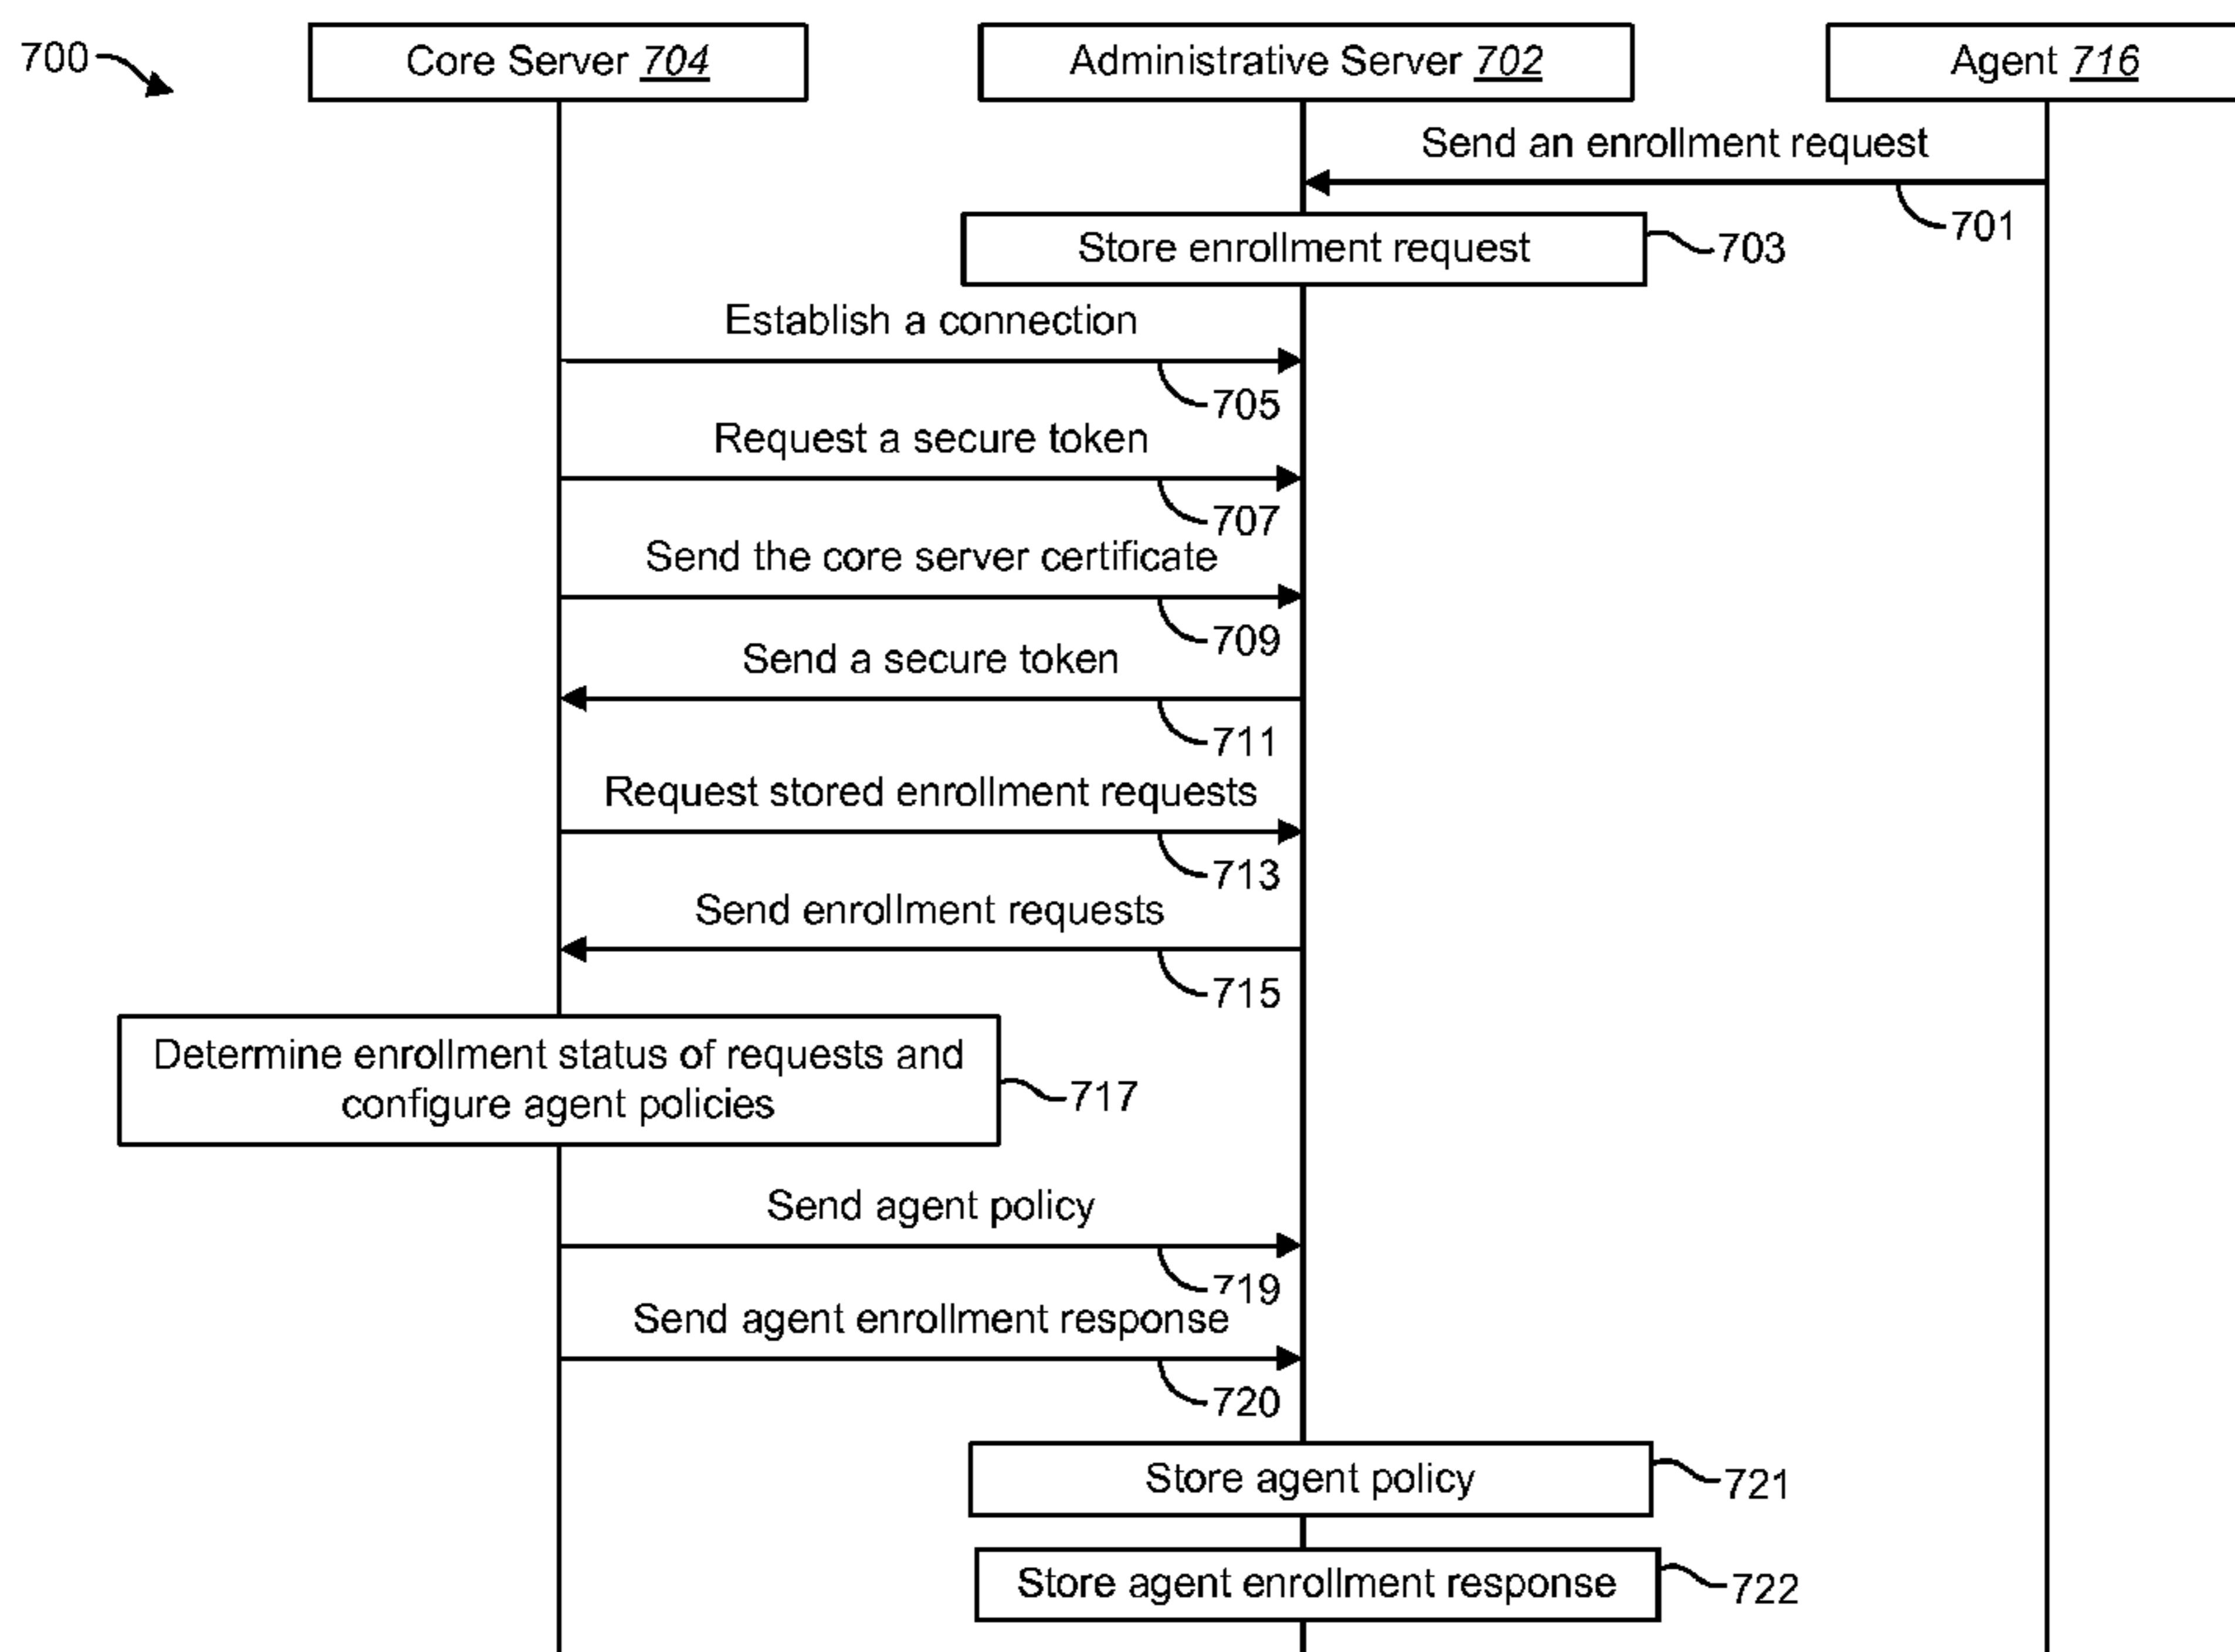 700
Core Server 704
Administrative Server 702
Agent 716
Send an enrollment request
701
Store enrollment request
703
Establish a connection
705
Request a secure token
707
Send the core server certificate
709
Send a secure token
711
Request stored enrollment requests
713
Send enrollment requests
715
Determine enrollment status of requests and
configure agent policies
717
Send agent policy
719
Send agent enrollment response
720
Store agent policy
721
Store agent enrollment response
722